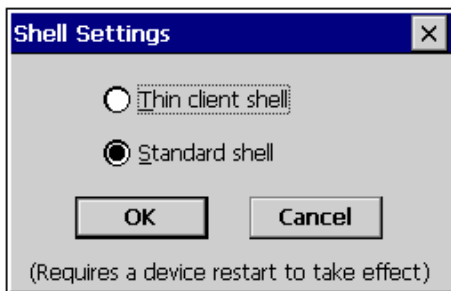 Shell Settings
Thin client shell
Standard shell
OK Cancel
(Requires a device restart to take effect)